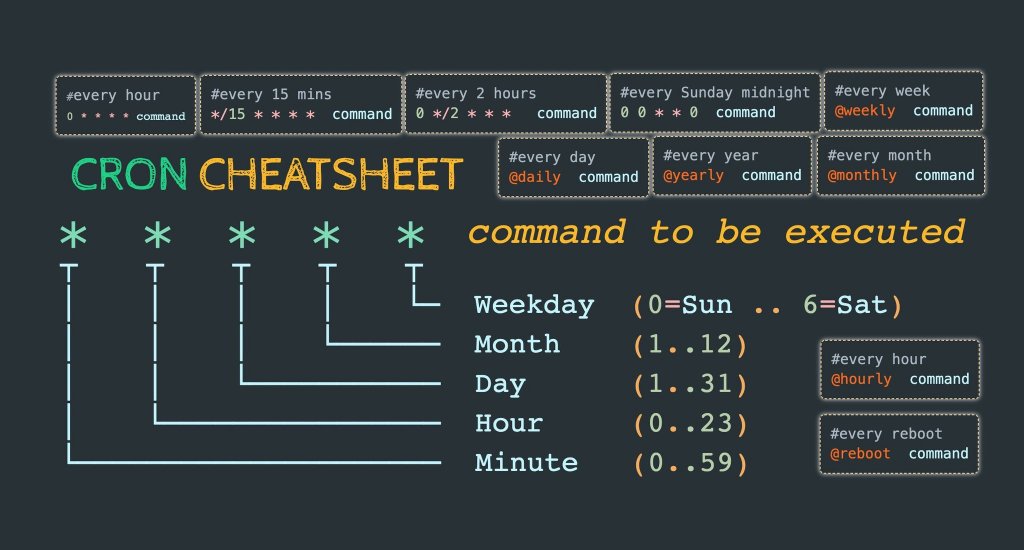 #every hour
0 * * * * command
#every 15 mins
*/15 * * * * command
#every 2 hours
0 */2 * * * command
#every Sunday midnight
0 0 * * 0 command
#every week
@weekly command
CRON CHEATSHEET
#every day
@daily command
#every year
@yearly command
#every month
@monthly command
* * * * * command to be executed
Weekday (0=Sun .. 6=Sat)
Month (1..12)
Day (1..31)
Hour (0..23)
Minute (0..59)
#every hour
@hourly command
#every reboot
@reboot command